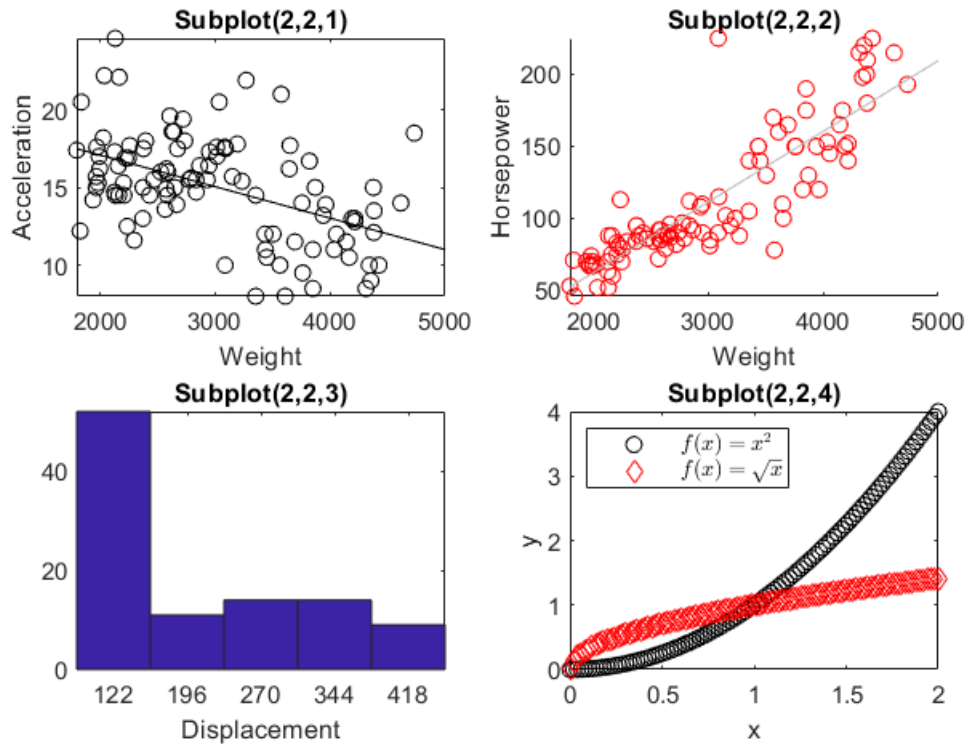 Subplot(2,2,1)
Acceleration
20
15
10
2000 3000 4000 5000
Weight
Subplot(2,2,2)
Horsepower
200
150
100
50
2000 3000 4000 5000
Weight
Subplot(2,2,3)
40
20
0
122 196 270 344 418
Displacement
Subplot(2,2,4)
f(x) = x²
f(x) = √x
y
4
3
2
1
0
0 0.5 1 1.5 2
x